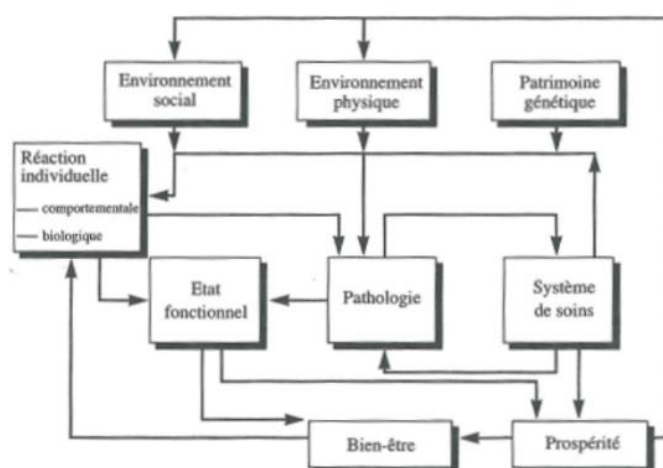 Environnement
social
Environnement
physique
Patrimoine
génétique
Réaction
individuelle
— comportementale
— biologique
Etat
fonctionnel
Pathologie
Système
de soins
Bien-être
Prospérité